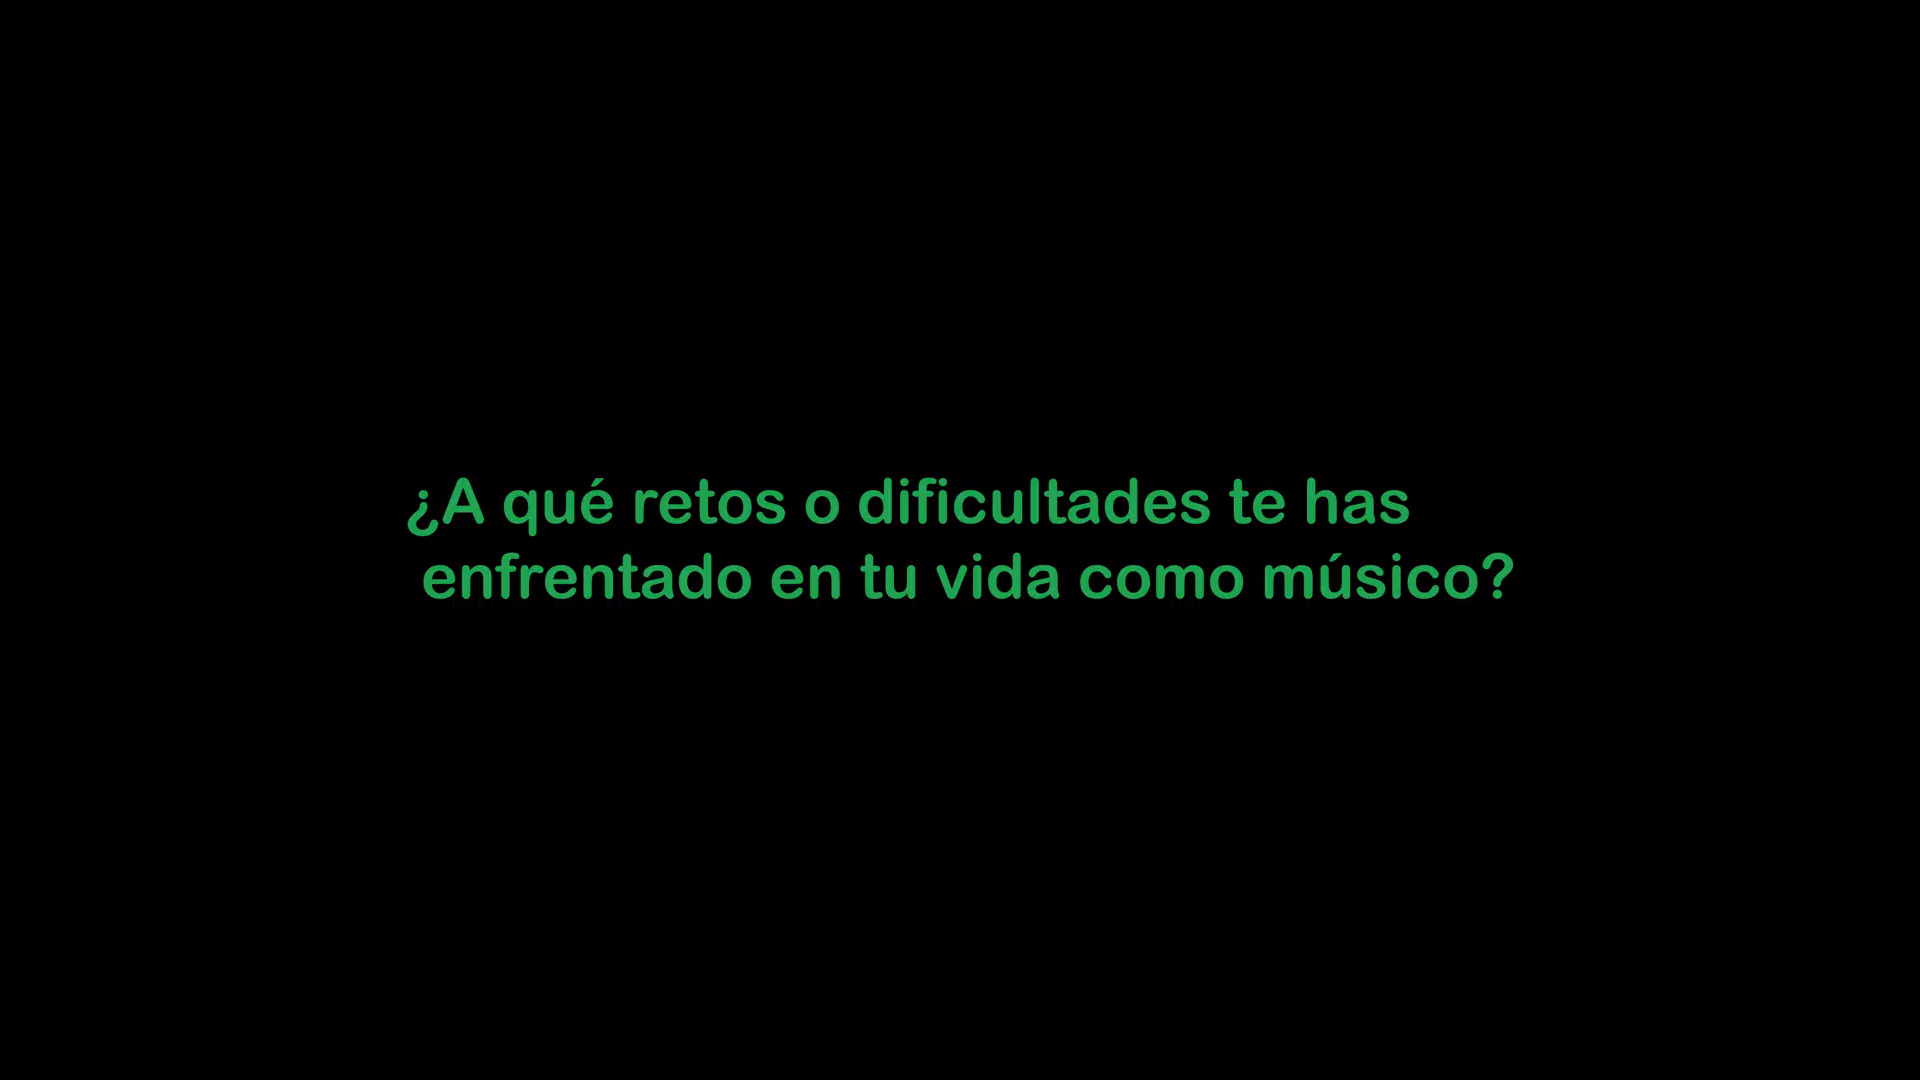 ¿A qué retos o dificultades te has
enfrentado en tu vida como músico?